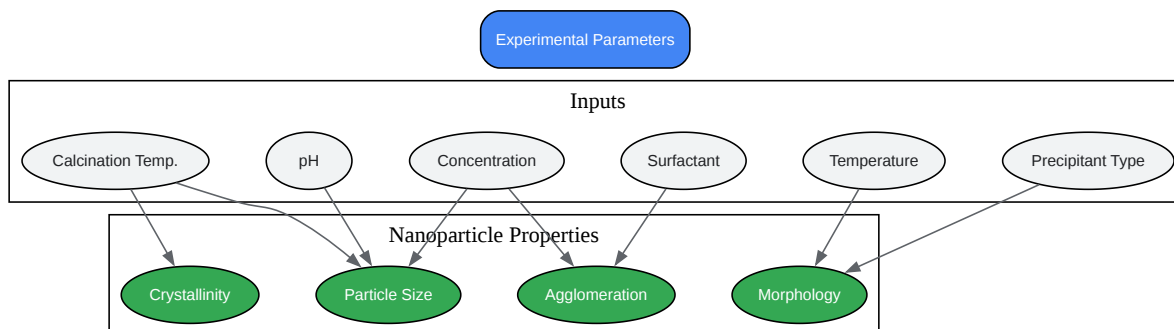 Experimental Parameters
Inputs
Calcination Temp.
pH
Concentration
Surfactant
Temperature
Precipitant Type
Nanoparticle Properties
Crystallinity
Particle Size
Agglomeration
Morphology